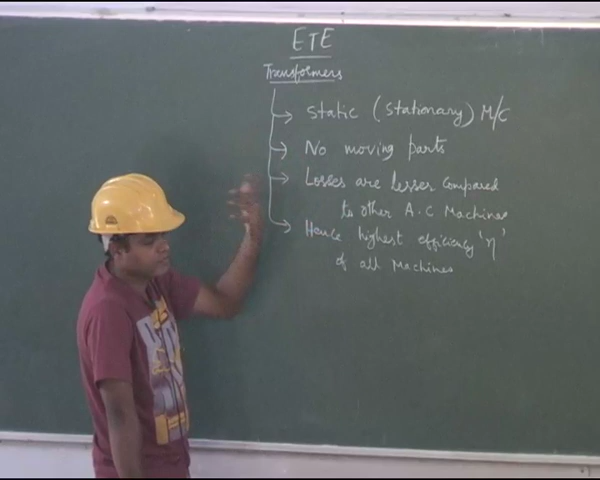 ETE
Transformers
Static (Stationary) M/C
No moving parts
Losses are lesser compared
to other A.C Machines
Hence highest efficiency 'η'
of all Machines